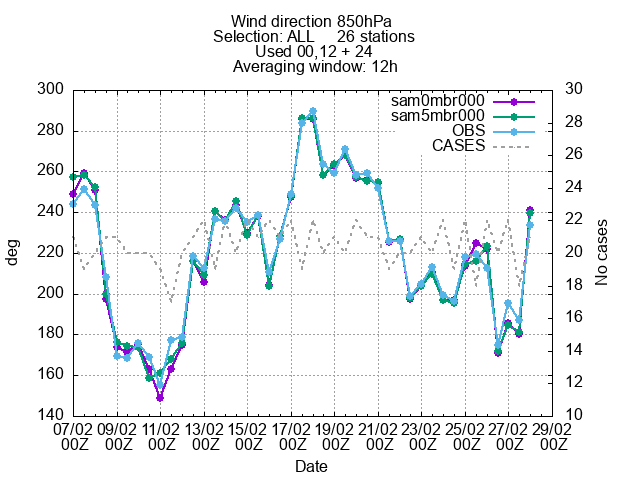 Wind direction 850hPa
Selection: ALL 26 stations
Used 00,12 + 24
Averaging window: 12h
300 30
sam0mbr000
sam5mbr000
OBS
CASES
280 28
26
260
24
240
22
220
20
200
18
180
16
14
160
12
140 10
deg
No cases
07/02 09/02 11/02 13/02 15/02 17/02 19/02 21/02 23/02 25/02 27/02 29/02
00Z 00Z 00Z 00Z 00Z 00Z 00Z 00Z 00Z 00Z 00Z 00Z
Date